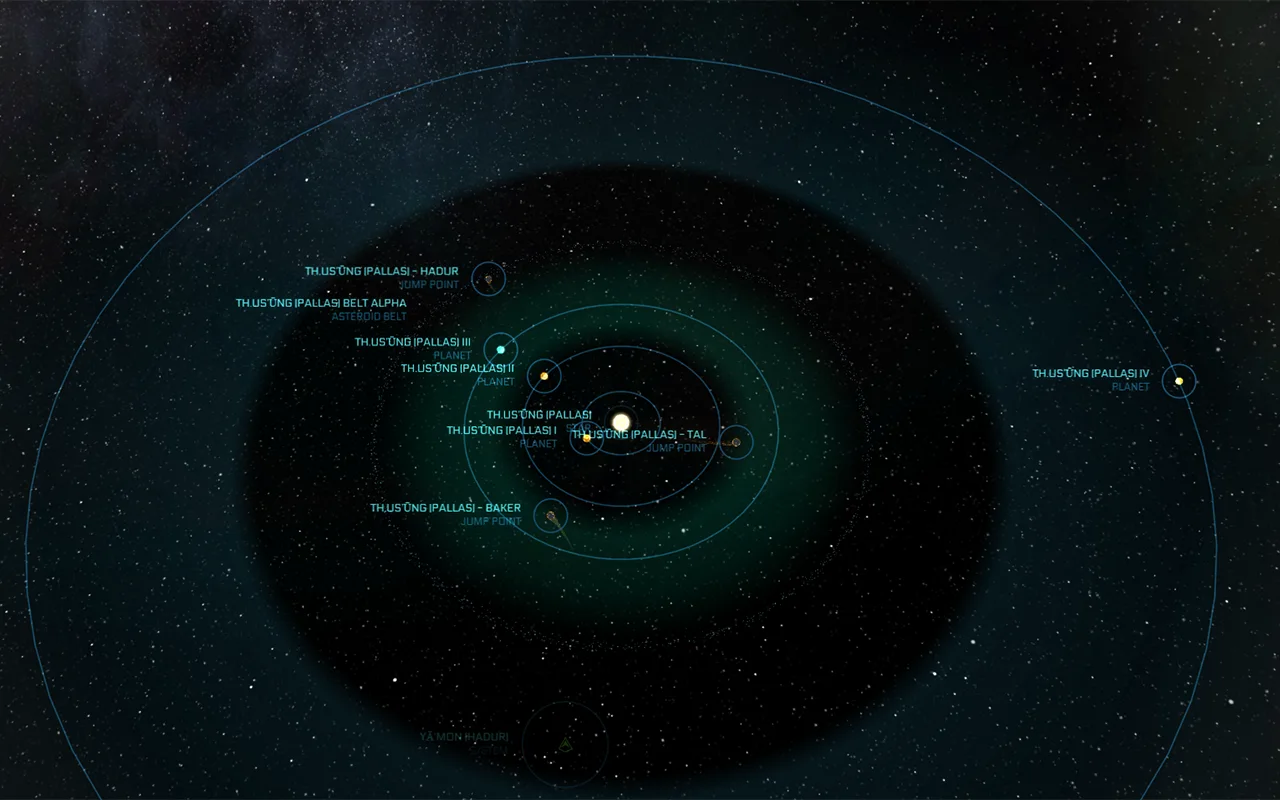 TH.US'ŪNG |PALLAS| - HADUR
JUMP POINT
TH.US'ŪNG |PALLAS| BELT ALPHA
ASTEROID BELT
TH.US'ŪNG |PALLAS| III
PLANET
TH.US'ŪNG |PALLAS| II
PLANET
TH.US'ŪNG |PALLAS| IV
PLANET
TH.US'ŪNG |PALLAS|
TH.US'ŪNG |PALLAS| I
PLANET
TH.US'ŪNG |PALLAS| - TAL
JUMP POINT
TH.US'ŪNG |PALLAS| - BAKER
JUMP POINT
YĀ'MON |HADUR|